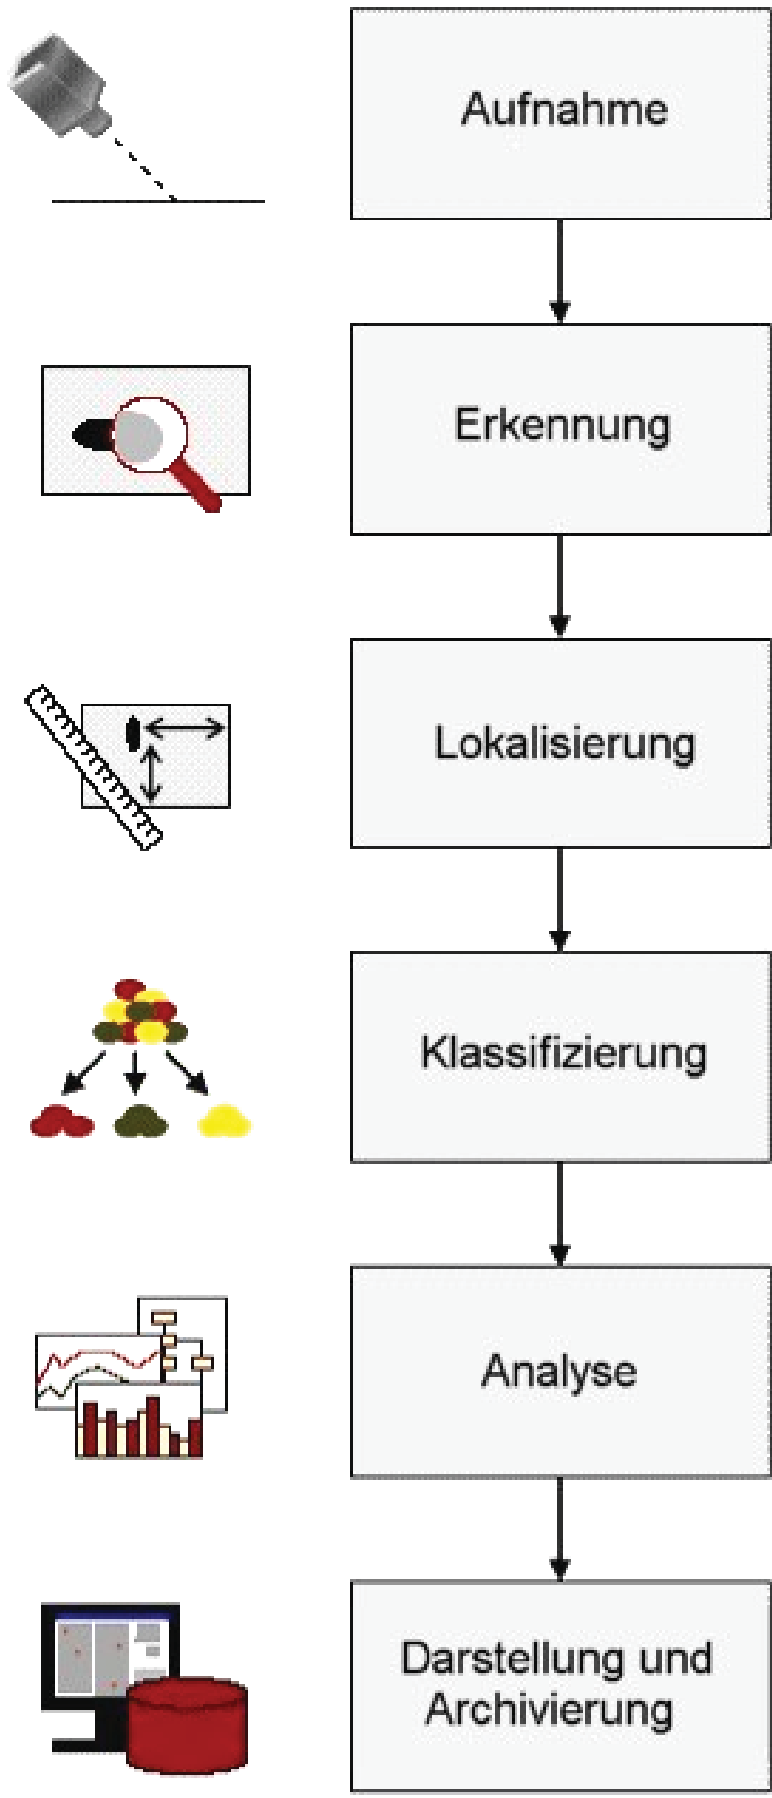 Aufnahme
Erkennung
Lokalisierung
Klassifizierung
Analyse
Darstellung und
Archivierung